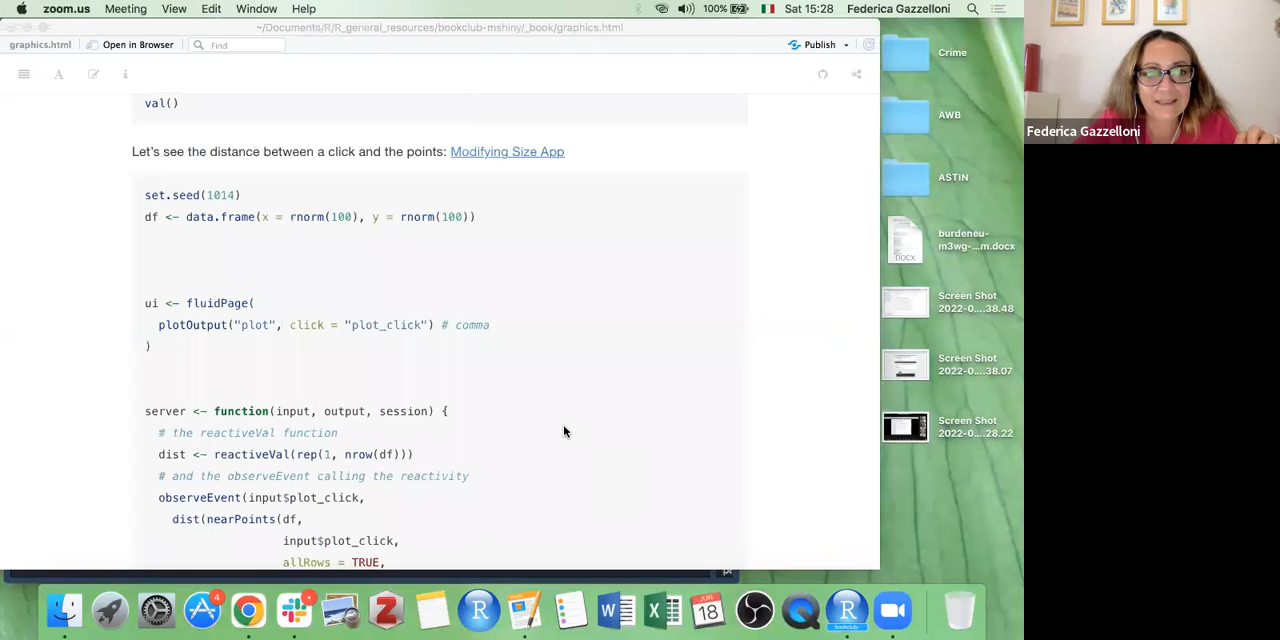 zoom.us Meeting View Edit Window Help 100% Sat 15:28 Federica Gazzelloni
~/Documents/R/R_general_resources/bookclub-mshiny/_book/graphics.html
graphics.html Open in Browser Find Publish
A i
val()
Let's see the distance between a click and the points: Modifying Size App
set.seed(1014)
df <- data.frame(x = rnorm(100), y = rnorm(100))
ui <- fluidPage(
plotOutput("plot", click = "plot_click") # comma
)
server <- function(input, output, session) {
# the reactiveVal function
dist <- reactiveVal(rep(1, nrow(df)))
# and the observeEvent calling the reactivity
observeEvent(input$plot_click,
dist(nearPoints(df,
input$plot_click,
allRows = TRUE,
Crime
AWB
ASTIN
burdeneu-
m3wg-...m.docx
DOCX
Screen Shot
2022-0....38.48
Screen Shot
2022-0....38.07
Screen Shot
2022-0....28.22
Federica Gazzelloni
4
Z
R
W
X
JUN
18
R
bookclub-